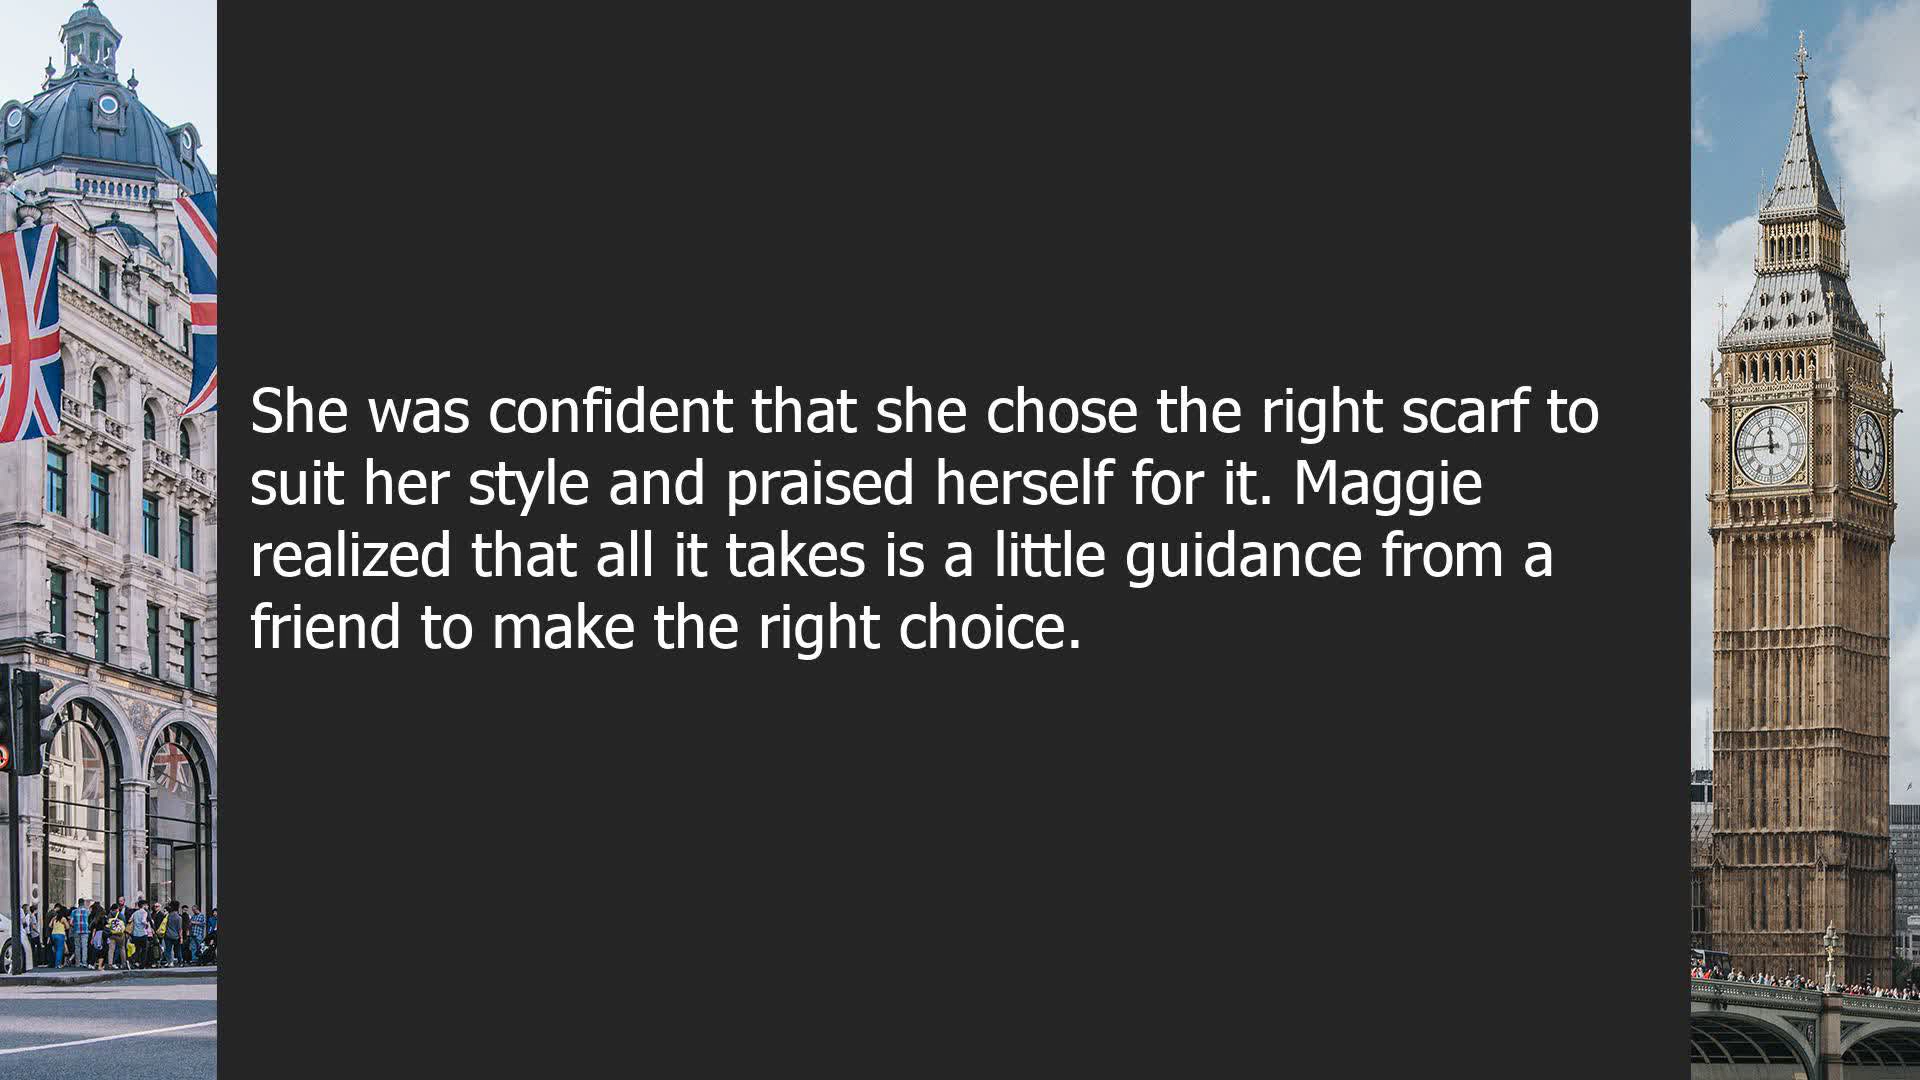 She was confident that she chose the right scarf to
suit her style and praised herself for it. Maggie
realized that all it takes is a little guidance from a
friend to make the right choice.